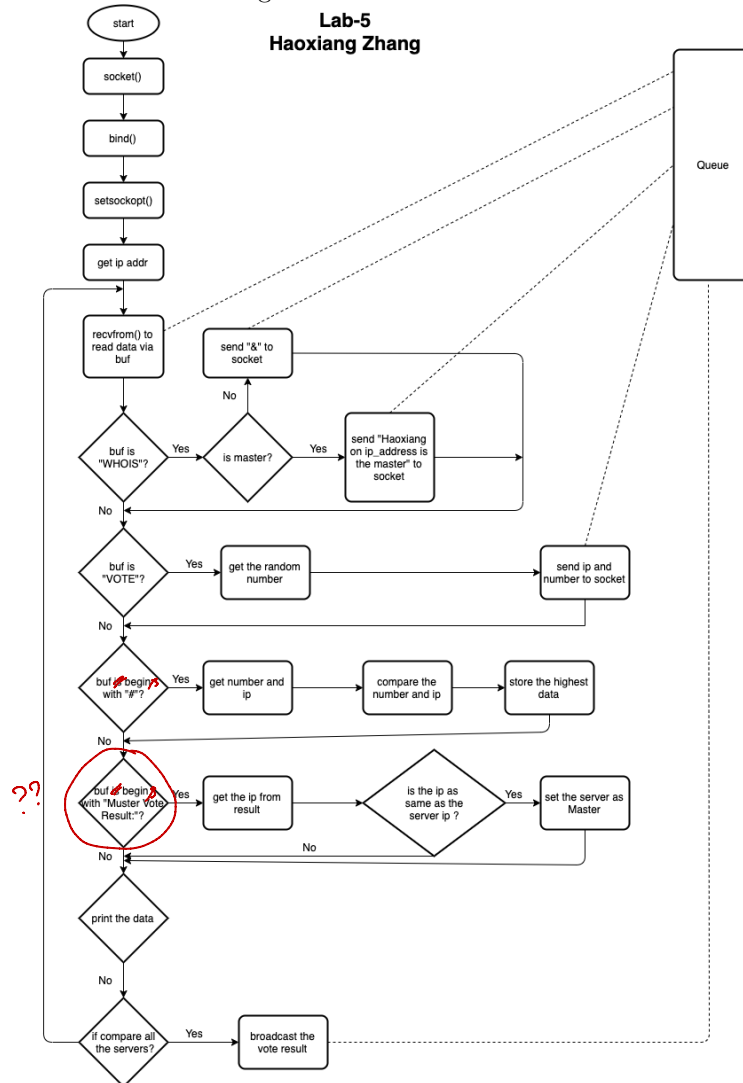 start
Lab-5
Haoxiang Zhang
socket()
bind()
Queue
setsockopt()
get ip addr
recvfrom() to
read data via
buf
send "&" to
socket
No
buf is
"WHOIS"?
Yes
is master?
Yes
send "Haoxiang
on ip_address is
the master" to
socket
No
buf is
"VOTE"?
Yes
get the random
number
send ip and
number to socket
No
buf is begin s
with "#"?
Yes
get number and
ip
compare the
number and ip
store the highest
data
No
??
buf is begin s
with "Muster Vote
Result:"?
Yes
get the ip from
result
is the ip as
same as the
server ip ?
Yes
set the server as
Master
No
No
print the data
No
if compare all
the servers?
Yes
broadcast the
vote result